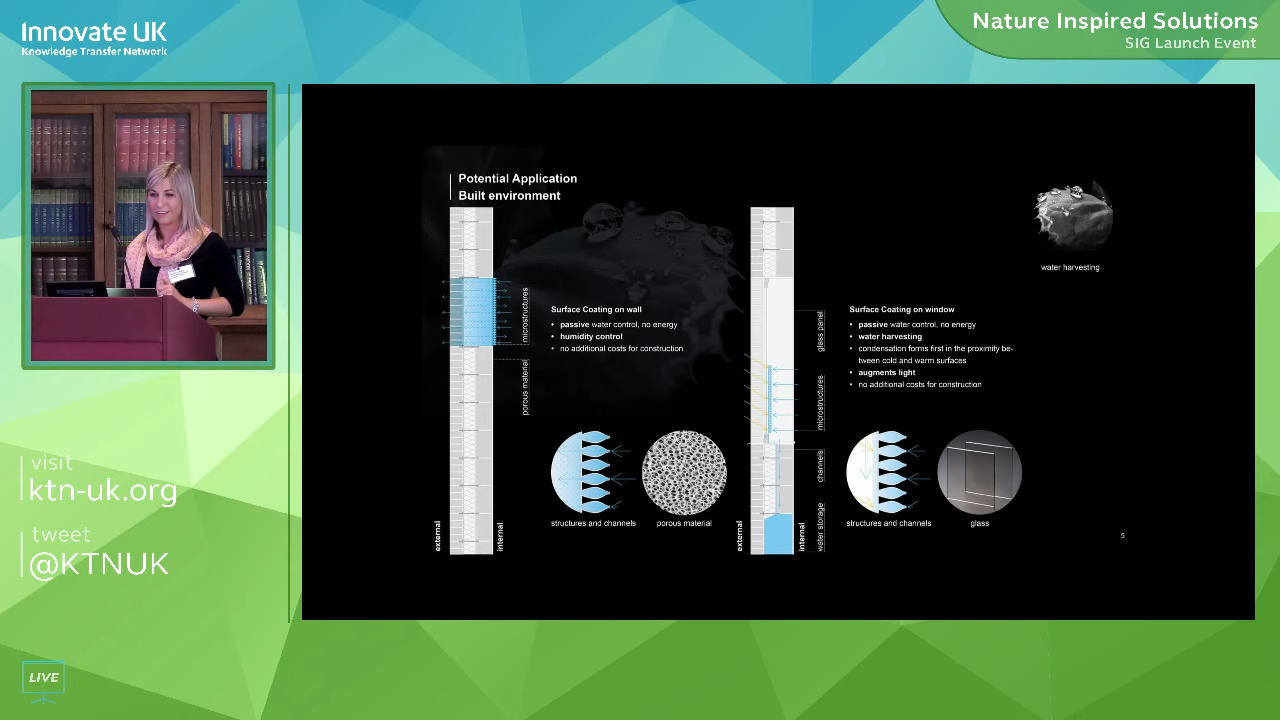 Innovate UK
Knowledge Transfer Network
Nature Inspired Solutions
SIG Launch Event
Potential Application
Built environment
water harvesting
microstructures
porous material
Surface Coating on wall
• passive water control, no energy
• humidity control
• no additional costs for construction
structures and channels
porous material
external
internal
glass panel
microstructures
channels
water storage
Surface Coating on window
• passive water control, no energy
• water harvesting
• condensation forms first in the proximity be-
tween cold and warm surfaces
• augments light
• no additional costs for construction
structures and channels
glass
external
internal
5
visit
ktn-uk.org
tweet
@KTNUK
LIVE